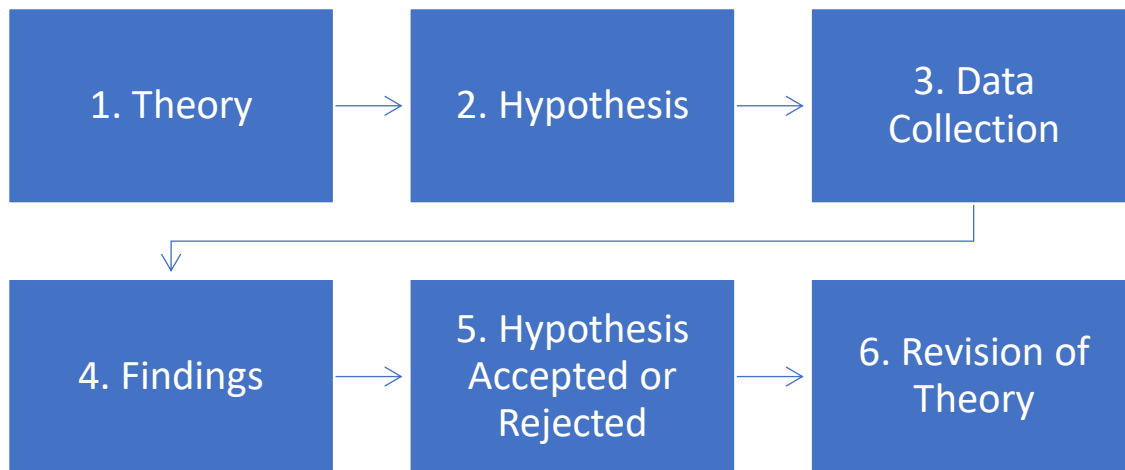 1. Theory
2. Hypothesis
3. Data
Collection
4. Findings
5. Hypothesis
Accepted or
Rejected
6. Revision of
Theory